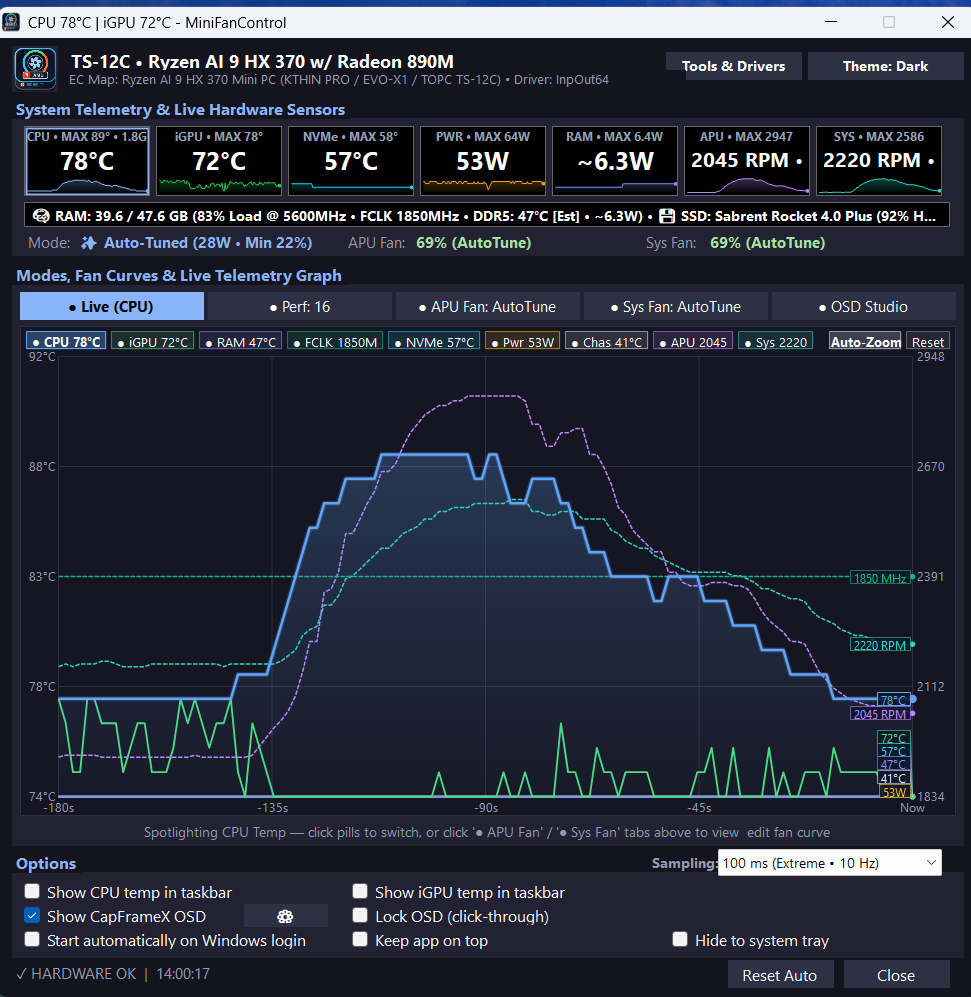 CPU 78°C | iGPU 72°C - MiniFanControl
TS-12C • Ryzen AI 9 HX 370 w/ Radeon 890M
EC Map: Ryzen AI 9 HX 370 Mini PC (KTHIN PRO / EVO-X1 / TOPC TS-12C) • Driver: InpOut64
Tools & Drivers
Theme: Dark
System Telemetry & Live Hardware Sensors
CPU • MAX 89° • 1.8G
78°C
iGPU • MAX 78°
72°C
NVMe • MAX 58°
57°C
PWR • MAX 64W
53W
RAM • MAX 6.4W
~6.3W
APU • MAX 2947
2045 RPM •
SYS • MAX 2586
2220 RPM •
RAM: 39.6 / 47.6 GB (83% Load @ 5600MHz • FCLK 1850MHz • DDR5: 47°C [Est] • ~6.3W) • SSD: Sabrent Rocket 4.0 Plus (92% H...
Mode: Auto-Tuned (28W • Min 22%) APU Fan: 69% (AutoTune) Sys Fan: 69% (AutoTune)
Modes, Fan Curves & Live Telemetry Graph
● Live (CPU) ● Perf: 16 ● APU Fan: AutoTune ● Sys Fan: AutoTune ● OSD Studio
● CPU 78°C ● iGPU 72°C ● RAM 47°C ● FCLK 1850M ● NVMe 57°C ● Pwr 53W ● Chas 41°C ● APU 2045 ● Sys 2220 Auto-Zoom Reset
92°C 2948
88°C 2670
83°C 1850 MHz 2391
2220 RPM
78°C 2112
78°C
2045 RPM
72°C
57°C
47°C
41°C
53W
74°C 1834
-180s -135s -90s -45s Now
Spotlighting CPU Temp — click pills to switch, or click '● APU Fan' / '● Sys Fan' tabs above to view edit fan curve
Options
Sampling: 100 ms (Extreme • 10 Hz)
Show CPU temp in taskbar
Show iGPU temp in taskbar
Show CapFrameX OSD
Lock OSD (click-through)
Start automatically on Windows login
Keep app on top
Hide to system tray
✓ HARDWARE OK | 14:00:17
Reset Auto
Close